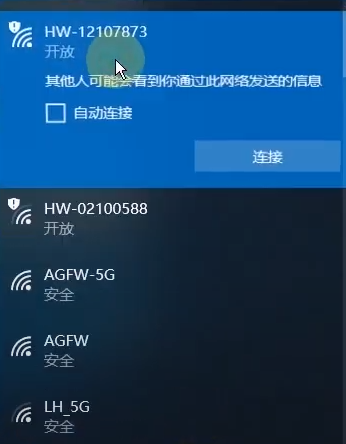 HW-12107873
开放
其他人可能会看到你通过此网络发送的信息
自动连接
连接
HW-02100588
开放
AGFW-5G
安全
AGFW
安全
LH_5G
安全